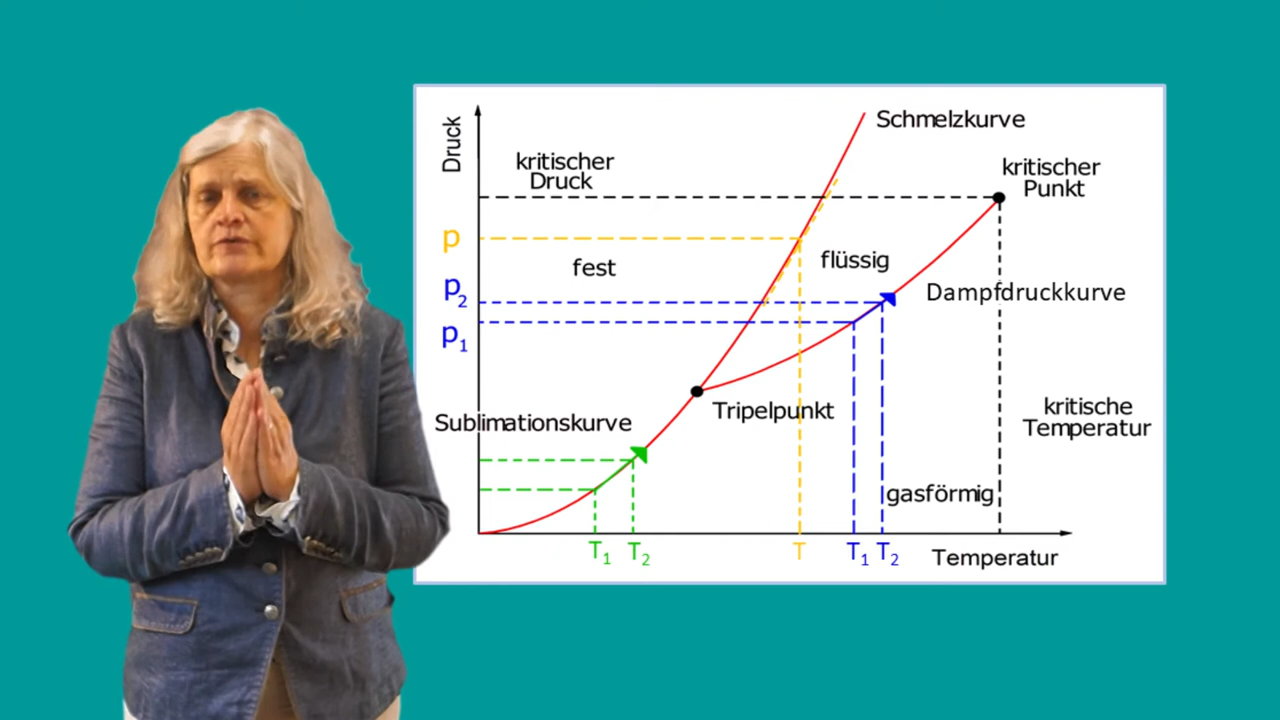 Druck
Schmelzkurve
kritischer
Druck
kritischer
Punkt
p
fest
flüssig
p2
Dampfdruckkurve
p1
Tripelpunkt
Sublimationskurve
kritische
Temperatur
gasförmig
T1 T2 T T1 T2
Temperatur